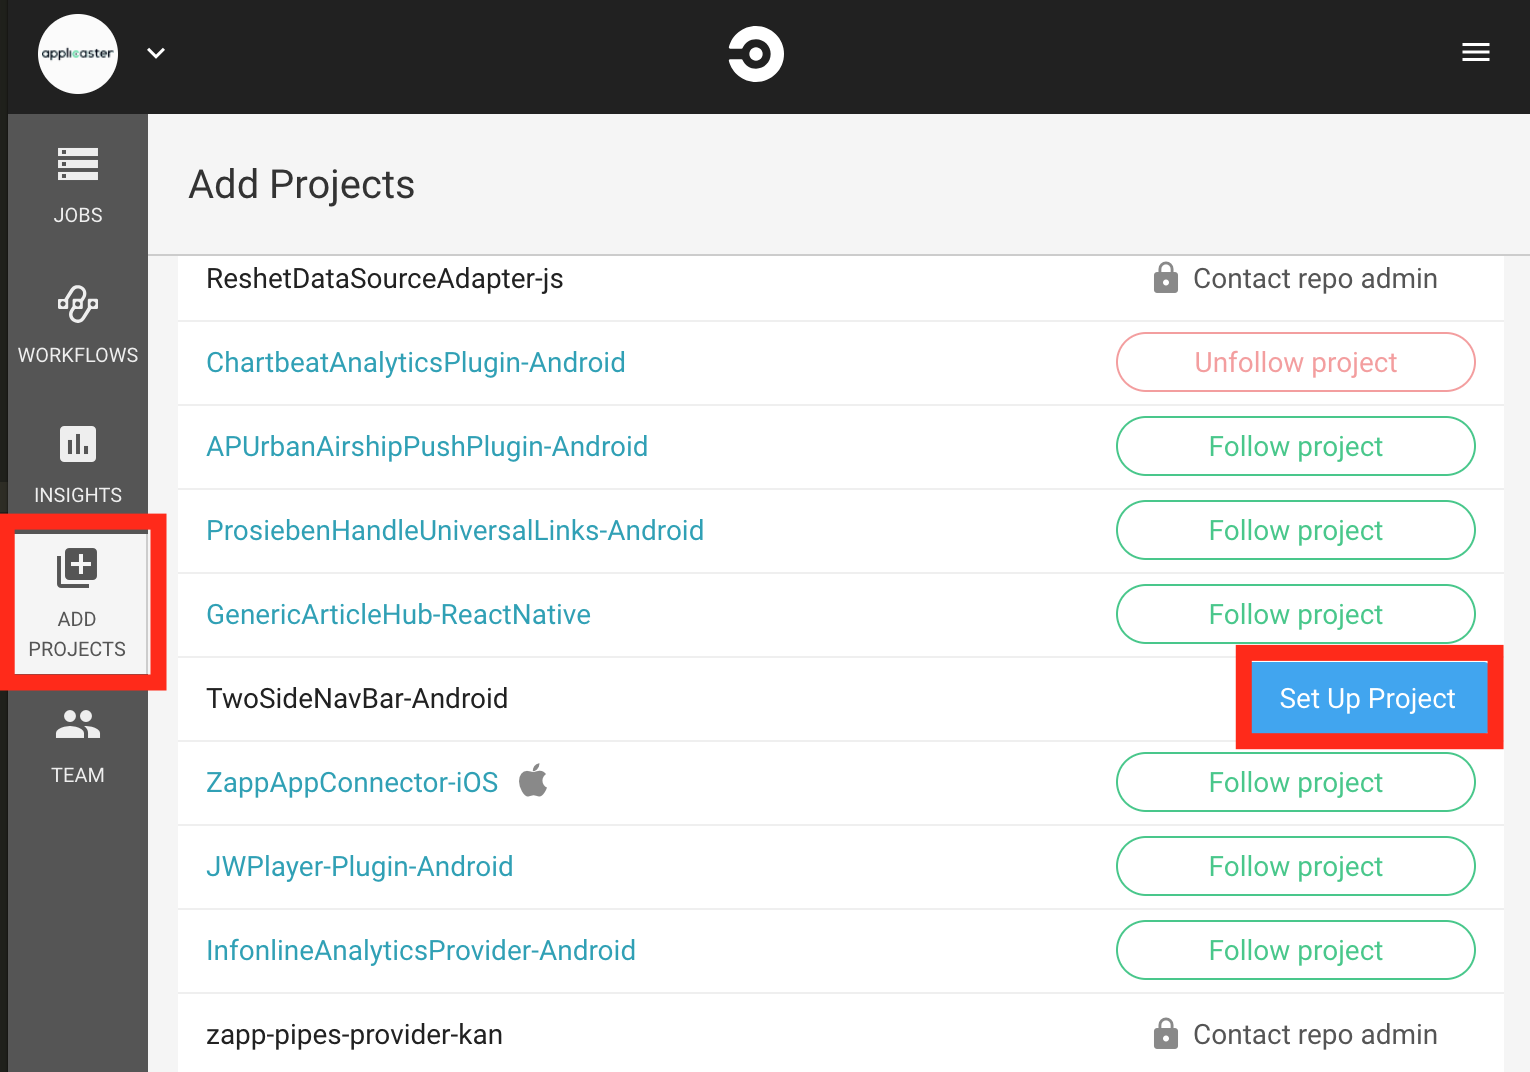 applicaster
JOBS
WORKFLOWS
INSIGHTS
ADD
PROJECTS
TEAM
Add Projects
ReshetDataSourceAdapter-js Contact repo admin
ChartbeatAnalyticsPlugin-Android Unfollow project
APUrbanAirshipPushPlugin-Android Follow project
ProsiebenHandleUniversalLinks-Android Follow project
GenericArticleHub-ReactNative Follow project
TwoSideNavBar-Android Set Up Project
ZappAppConnector-iOS Follow project
JWPlayer-Plugin-Android Follow project
InfonlineAnalyticsProvider-Android Follow project
zapp-pipes-provider-kan Contact repo admin